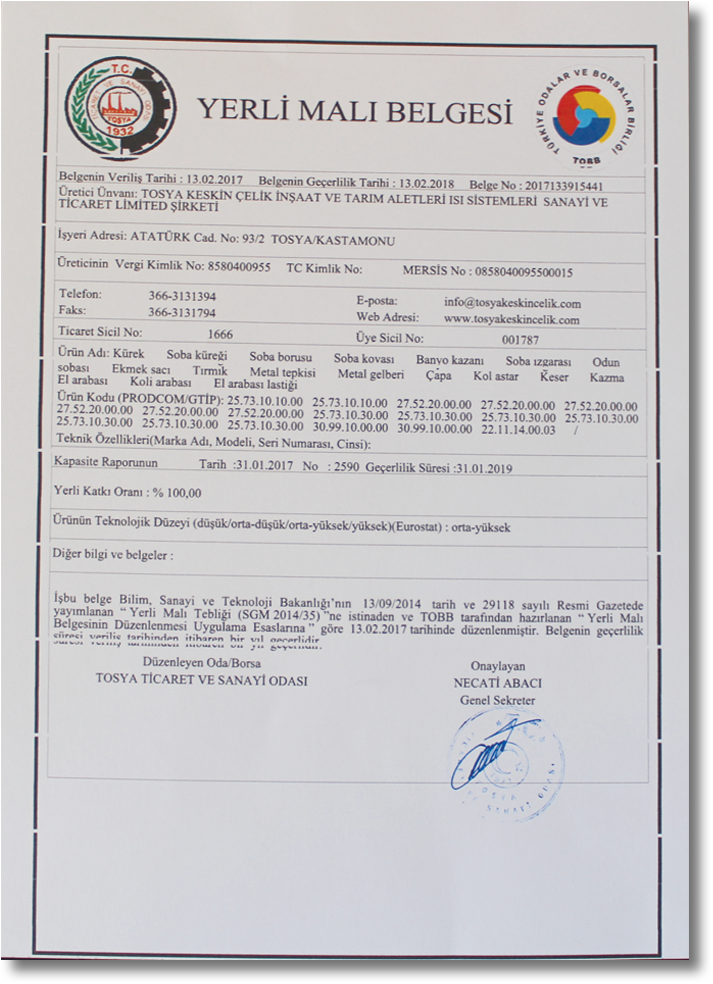 T.C.
TİCARET VE SANAYİ ODASI
TOSYA
1932
YERLİ MALI BELGESİ
TÜRKİYE ODALAR VE BORSALAR BİRLİĞİ
TOBB
Belgenin Veriliş Tarihi : 13.02.2017 Belgenin Geçerlilik Tarihi : 13.02.2018 Belge No : 2017133915441
Üretici Ünvanı: TOSYA KESKİN ÇELİK İNŞAAT VE TARIM ALETLERİ ISI SİSTEMLERİ SANAYİ VE
TİCARET LİMİTED ŞİRKETİ
İşyeri Adresi: ATATÜRK Cad. No: 93/2 TOSYA/KASTAMONU
Üreticinin Vergi Kimlik No: 8580400955 TC Kimlik No: MERSİS No : 0858040095500015
Telefon: 366-3131394 E-posta: info@tosyakeskincelik.com
Faks: 366-3131794 Web Adresi: www.tosyakeskincelik.com
Ticaret Sicil No: 1666 Üye Sicil No: 001787
Ürün Adı: Kürek Soba küreği Soba borusu Soba kovası Banyo kazanı Soba ızgarası Odun
sobası Ekmek sacı Tırmık Metal tepkisi Metal gelberi Çapa Kol astar Keser Kazma
El arabası Koli arabası El arabası lastiği
Ürün Kodu (PRODCOM/GTİP): 25.73.10.10.00 25.73.10.10.00 27.52.20.00.00 27.52.20.00.00 27.52.20.00.00
27.52.20.00.00 27.52.20.00.00 27.52.20.00.00 25.73.10.30.00 25.73.10.30.00 25.73.10.30.00
25.73.10.30.00 25.73.10.30.00 25.73.10.30.00 30.99.10.00.00 30.99.10.00.00 22.11.14.00.03 /
Teknik Özellikleri(Marka Adı, Modeli, Seri Numarası, Cinsi):
Kapasite Raporunun Tarih :31.01.2017 No : 2590 Geçerlilik Süresi :31.01.2019
Yerli Katkı Oranı : % 100,00
Ürünün Teknolojik Düzeyi (düşük/orta-düşük/orta-yüksek/yüksek)(Eurostat) : orta-yüksek
Diğer bilgi ve belgeler :
İşbu belge Bilim, Sanayi ve Teknoloji Bakanlığı'nın 13/09/2014 tarih ve 29118 sayılı Resmi Gazetede
yayımlanan “ Yerli Malı Tebliği (SGM 2014/35) ”ne istinaden ve TOBB tarafından hazırlanan “ Yerli Malı
Belgesinin Düzenlenmesi Uygulama Esaslarına ” göre 13.02.2017 tarihinde düzenlenmiştir. Belgenin geçerlilik
süresi veriliş tarihinden itibaren bir yıl geçerlidir.
Düzenleyen Oda/Borsa Onaylayan
TOSYA TİCARET VE SANAYİ ODASI NECATİ ABACI
Genel Sekreter